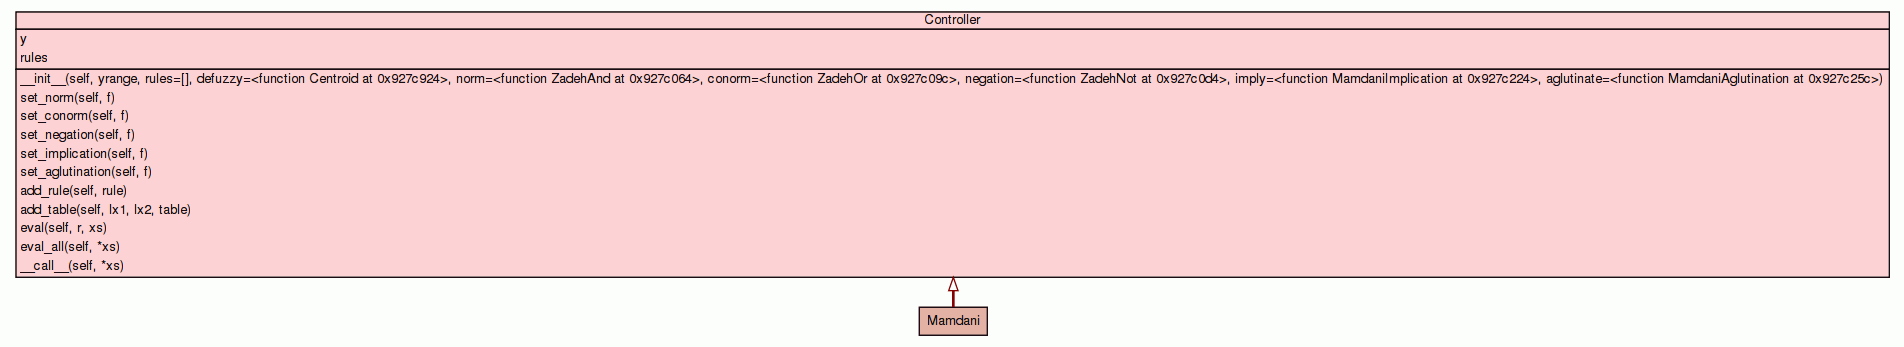 Controller
y
rules
__init__(self, yrange, rules=[], defuzzy=<function Centroid at 0x927c924>, norm=<function ZadehAnd at 0x927c064>, conorm=<function ZadehOr at 0x927c09c>, negation=<function ZadehNot at 0x927c0d4>, imply=<function MamdaniImplication at 0x927c224>, aglutinate=<function MamdaniAglutination at 0x927c25c>)
set_norm(self, f)
set_conorm(self, f)
set_negation(self, f)
set_implication(self, f)
set_aglutination(self, f)
add_rule(self, rule)
add_table(self, lx1, lx2, table)
eval(self, r, xs)
eval_all(self, *xs)
__call__(self, *xs)
Mamdani